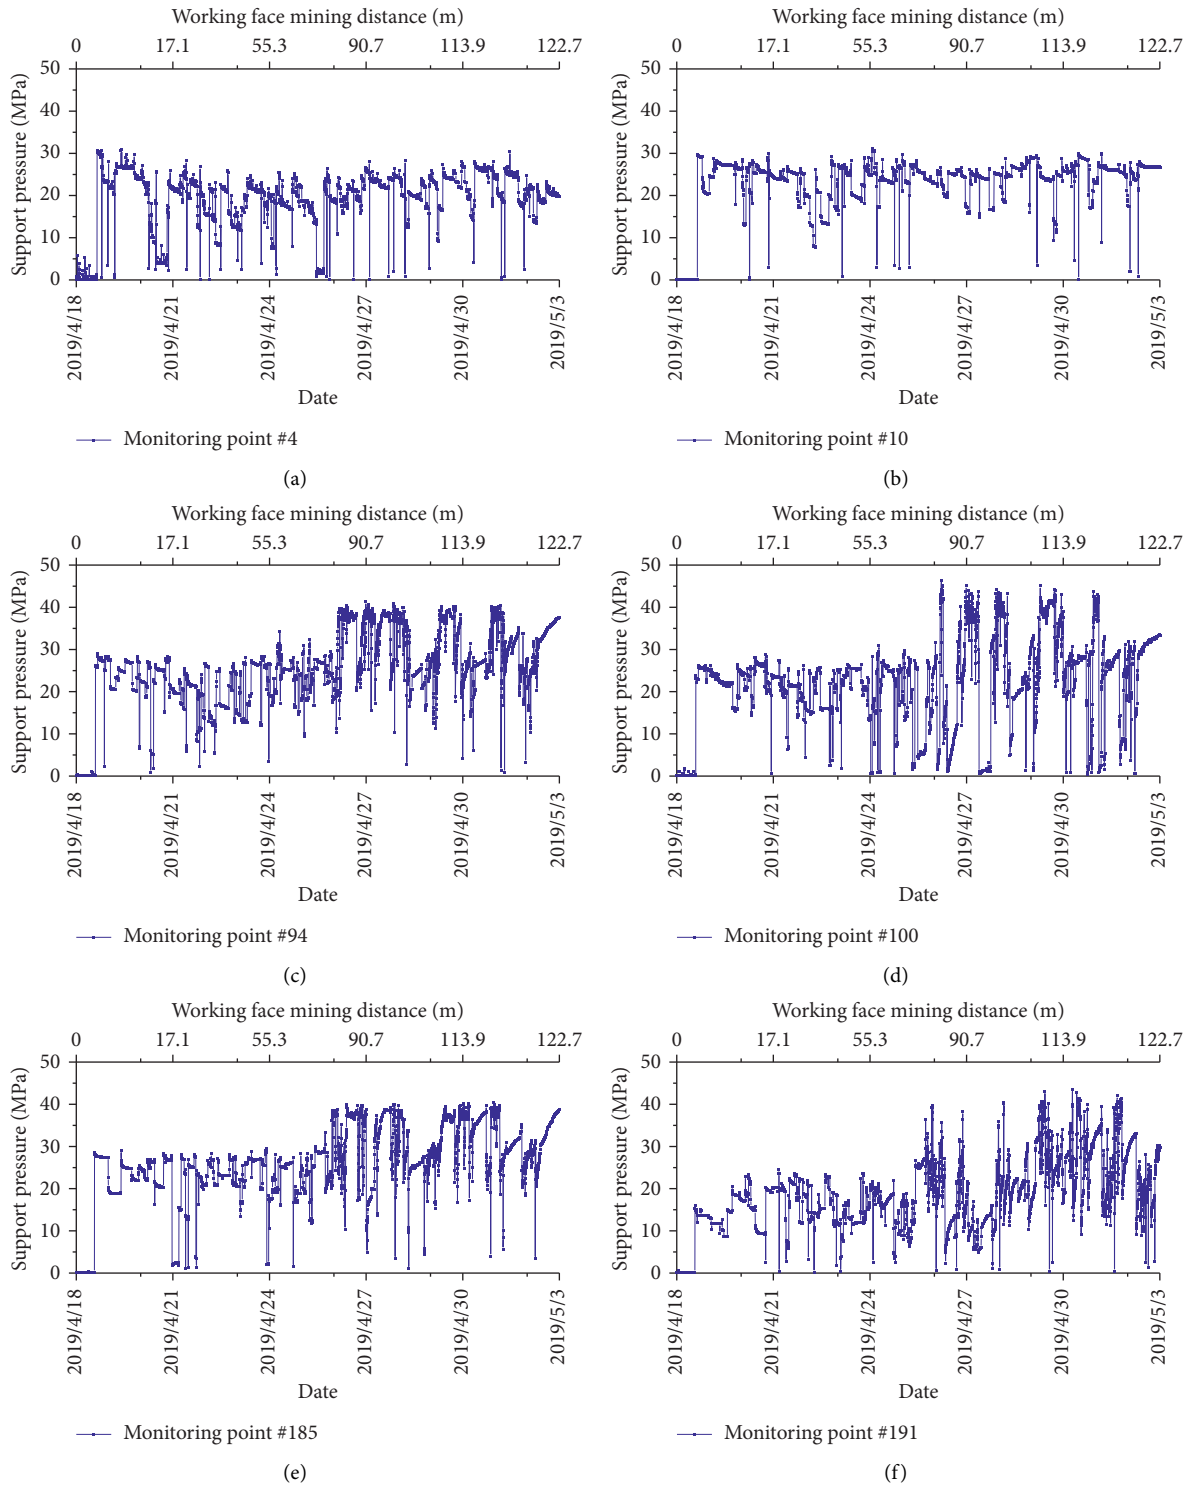 Working face mining distance (m)
0 17.1 55.3 90.7 113.9 122.7
50
40
30
20
10
0
Support pressure (MPa)
2019/4/18 2019/4/21 2019/4/24 2019/4/27 2019/4/30 2019/5/3
Date
Monitoring point #4
(a)
Working face mining distance (m)
0 17.1 55.3 90.7 113.9 122.7
50
40
30
20
10
0
Support pressure (MPa)
2019/4/18 2019/4/21 2019/4/24 2019/4/27 2019/4/30 2019/5/3
Date
Monitoring point #10
(b)
Working face mining distance (m)
0 17.1 55.3 90.7 113.9 122.7
50
40
30
20
10
0
Support pressure (MPa)
2019/4/18 2019/4/21 2019/4/24 2019/4/27 2019/4/30 2019/5/3
Date
Monitoring point #94
(c)
Working face mining distance (m)
0 17.1 55.3 90.7 113.9 122.7
50
40
30
20
10
0
Support pressure (MPa)
2019/4/18 2019/4/21 2019/4/24 2019/4/27 2019/4/30 2019/5/3
Date
Monitoring point #100
(d)
Working face mining distance (m)
0 17.1 55.3 90.7 113.9 122.7
50
40
30
20
10
0
Support pressure (MPa)
2019/4/18 2019/4/21 2019/4/24 2019/4/27 2019/4/30 2019/5/3
Date
Monitoring point #185
(e)
Working face mining distance (m)
0 17.1 55.3 90.7 113.9 122.7
50
40
30
20
10
0
Support pressure (MPa)
2019/4/18 2019/4/21 2019/4/24 2019/4/27 2019/4/30 2019/5/3
Date
Monitoring point #191
(f)